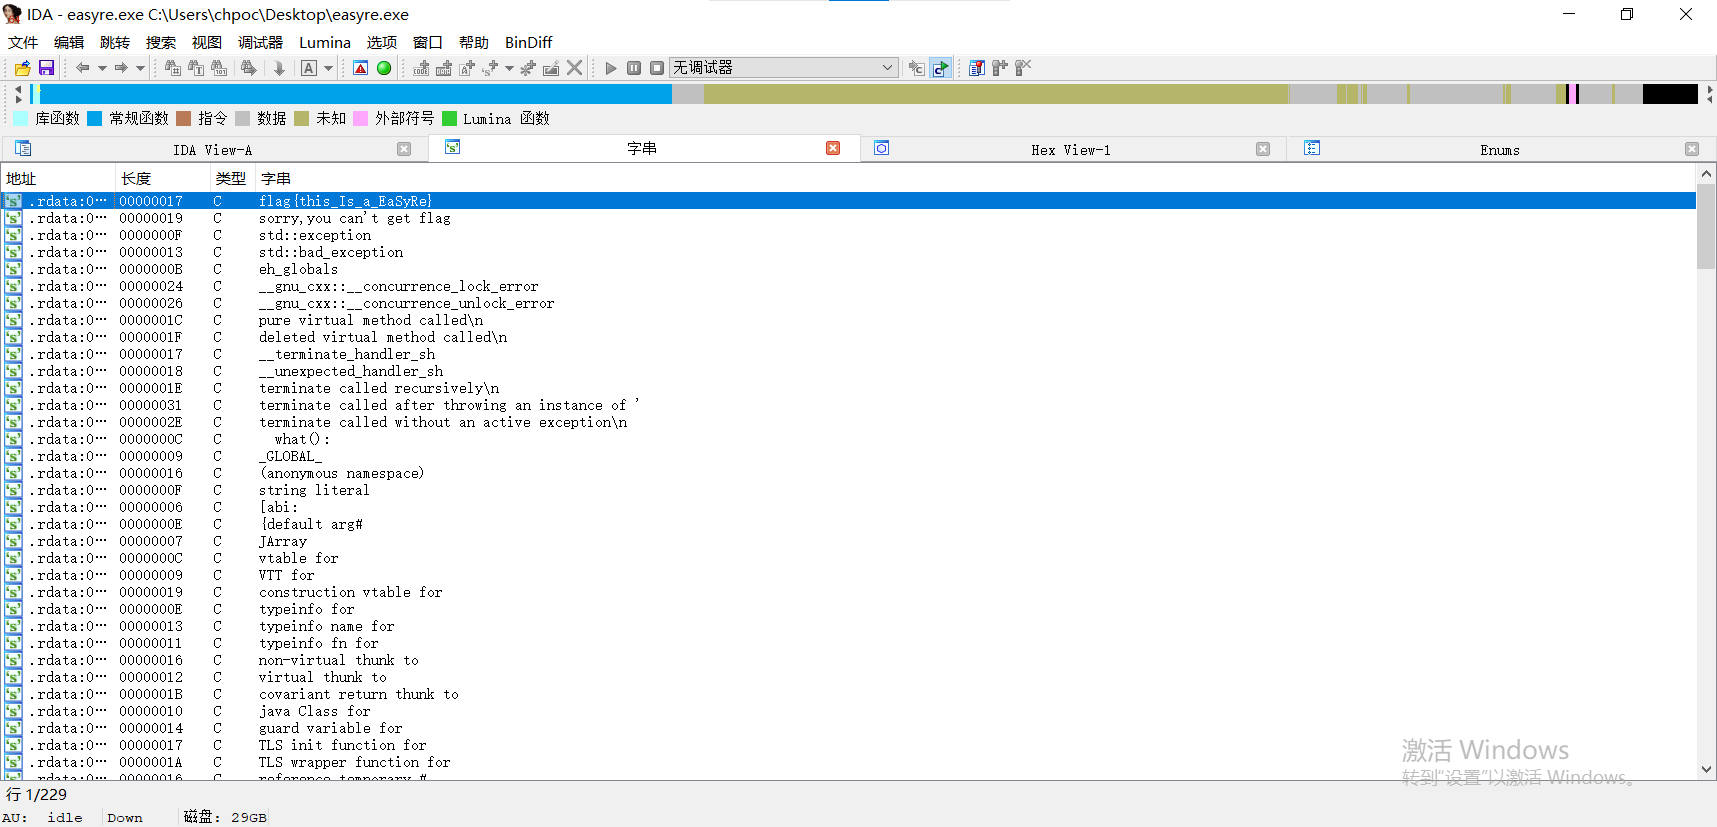 IDA - easyre.exe C:\Users\chpoc\Desktop\easyre.exe
文件 编辑 跳转 搜索 视图 调试器 Lumina 选项 窗口 帮助 BinDiff
无调试器
库函数 常规函数 指令 数据 未知 外部符号 Lumina 函数
IDA View-A 字串 Hex View-1 Enums
地址 长度 类型 字串
.rdata:0… 00000017 C flag{this_Is_a_EaSyRe}
.rdata:0… 00000019 C sorry,you can't get flag
.rdata:0… 0000000F C std::exception
.rdata:0… 00000013 C std::bad_exception
.rdata:0… 0000000B C eh_globals
.rdata:0… 00000024 C __gnu_cxx::__concurrence_lock_error
.rdata:0… 00000026 C __gnu_cxx::__concurrence_unlock_error
.rdata:0… 0000001C C pure virtual method called\n
.rdata:0… 0000001F C deleted virtual method called\n
.rdata:0… 00000017 C __terminate_handler_sh
.rdata:0… 00000018 C __unexpected_handler_sh
.rdata:0… 0000001E C terminate called recursively\n
.rdata:0… 00000031 C terminate called after throwing an instance of '
.rdata:0… 0000002E C terminate called without an active exception\n
.rdata:0… 0000000C C what():
.rdata:0… 00000009 C _GLOBAL_
.rdata:0… 00000016 C (anonymous namespace)
.rdata:0… 0000000F C string literal
.rdata:0… 00000006 C [abi:
.rdata:0… 0000000E C {default arg#
.rdata:0… 00000007 C JArray
.rdata:0… 0000000C C vtable for
.rdata:0… 00000009 C VTT for
.rdata:0… 00000019 C construction vtable for
.rdata:0… 0000000E C typeinfo for
.rdata:0… 00000013 C typeinfo name for
.rdata:0… 00000011 C typeinfo fn for
.rdata:0… 00000016 C non-virtual thunk to
.rdata:0… 00000012 C virtual thunk to
.rdata:0… 0000001B C covariant return thunk to
.rdata:0… 00000010 C java Class for
.rdata:0… 00000014 C guard variable for
.rdata:0… 00000017 C TLS init function for
.rdata:0… 0000001A C TLS wrapper function for
.rdata:0… 00000016 C reference temporary #
激活 Windows
转到"设置"以激活 Windows。
行 1/229
AU: idle Down 磁盘: 29GB